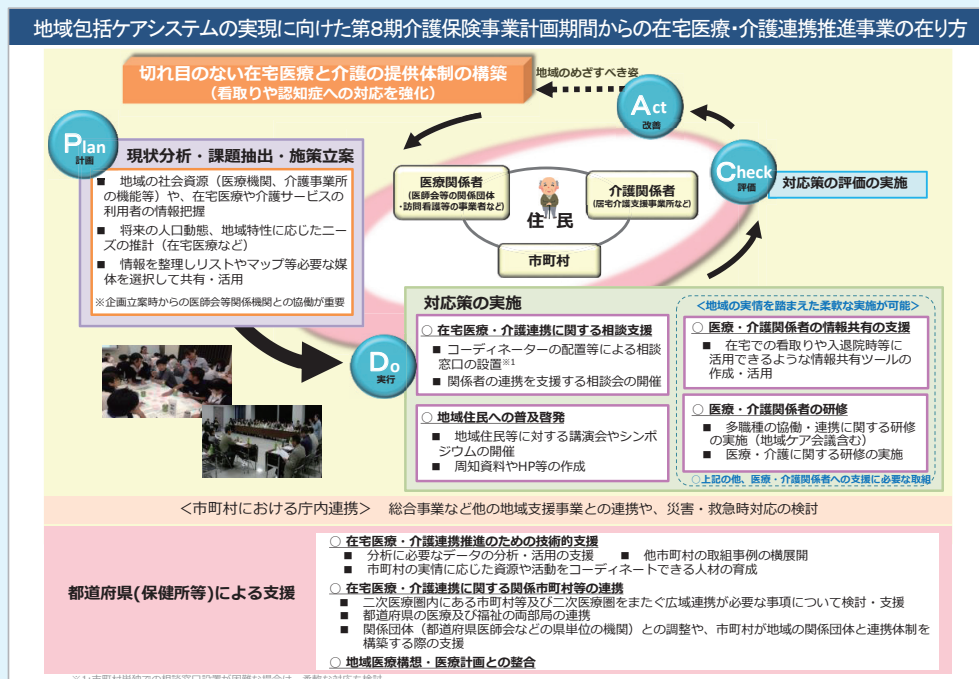 地域包括ケアシステムの実現に向けた第8期介護保険事業計画期間からの在宅医療・介護連携推進事業の在り方
切れ目のない在宅医療と介護の提供体制の構築
（看取りや認知症への対応を強化）
地域のめざすべき姿
Act
改善
Plan
計画
現状分析・課題抽出・施策立案
■ 地域の社会資源（医療機関、介護事業所
の機能等）や、在宅医療や介護サービスの
利用者の情報把握
■ 将来の人口動態、地域特性に応じたニー
ズの推計（在宅医療など）
■ 情報を整理しリストやマップ等必要な媒
体を選択して共有・活用
※企画立案時からの医師会等関係機関との協働が重要
医療関係者
（医師会等の関係団体
・訪問看護等の事業者など）
介護関係者
（居宅介護支援事業所など）
住民
市町村
Check
評価
対応策の評価の実施
Do
実行
対応策の実施
○ 在宅医療・介護連携に関する相談支援
■ コーディネーターの配置等による相談
窓口の設置※1
■ 関係者の連携を支援する相談会の開催
○ 地域住民への普及啓発
■ 地域住民等に対する講演会やシンポ
ジウムの開催
■ 周知資料やHP等の作成
＜地域の実情を踏まえた柔軟な実施が可能＞
○ 医療・介護関係者の情報共有の支援
■ 在宅での看取りや入退院時等に
活用できるような情報共有ツールの
作成・活用
○ 医療・介護関係者の研修
■ 多職種の協働・連携に関する研修
の実施（地域ケア会議含む）
■ 医療・介護に関する研修の実施
○上記の他、医療・介護関係者への支援に必要な取組
＜市町村における庁内連携＞ 総合事業など他の地域支援事業との連携や、災害・救急時対応の検討
都道府県(保健所等)による支援
○ 在宅医療・介護連携推進のための技術的支援
■ 分析に必要なデータの分析・活用の支援 ■ 他市町村の取組事例の横展開
■ 市町村の実情に応じた資源や活動をコーディネートできる人材の育成
○ 在宅医療・介護連携に関する関係市町村等の連携
■ 二次医療圏内にある市町村等及び二次医療圏をまたぐ広域連携が必要な事項について検討・支援
■ 都道府県の医療及び福祉の両部局の連携
■ 関係団体（都道府県医師会などの県単位の機関）との調整や、市町村が地域の関係団体と連携体制を
構築する際の支援
○ 地域医療構想・医療計画との整合
※1:市町村単独での相談窓口設置が困難な場合は、柔軟な対応を検討